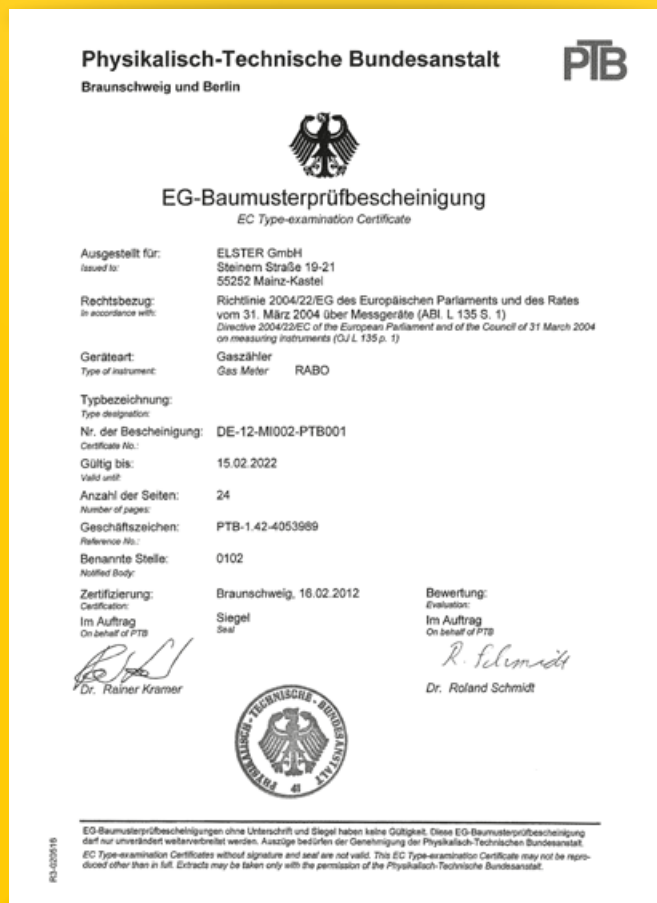 Physikalisch-Technische Bundesanstalt
PTB
Braunschweig und Berlin
EG-Baumusterprüfbescheinigung
EC Type-examination Certificate
Ausgestellt für: ELSTER GmbH
Issued to: Steinern Straße 19-21
55252 Mainz-Kastel
Rechtsbezug: Richtlinie 2004/22/EG des Europäischen Parlaments und des Rates
In accordance with: vom 31. März 2004 über Messgeräte (ABl. L 135 S. 1)
Directive 2004/22/EC of the European Parliament and of the Council of 31 March 2004
on measuring instruments (OJ L 135 p. 1)
Geräteart: Gaszähler
Type of instrument: Gas Meter RABO
Typbezeichnung:
Type designation:
Nr. der Bescheinigung: DE-12-MI002-PTB001
Certificate No.:
Gültig bis: 15.02.2022
Valid until:
Anzahl der Seiten: 24
Number of pages:
Geschäftszeichen: PTB-1.42-4053989
Reference No.:
Benannte Stelle: 0102
Notified Body:
Zertifizierung: Braunschweig, 16.02.2012 Bewertung:
Certification: Evaluation:
Im Auftrag Siegel Im Auftrag
On behalf of PTB Seal On behalf of PTB
R. Schmidt
Dr. Rainer Kramer Dr. Roland Schmidt
PHYSIKALISCH-TECHNISCHE-BUNDESANSTALT
41
EG-Baumusterprüfbescheinigungen ohne Unterschrift und Siegel haben keine Gültigkeit. Diese EG-Baumusterprüfbescheinigung
darf nur unverändert weiterverbreitet werden. Auszüge bedürfen der Genehmigung der Physikalisch-Technischen Bundesanstalt.
EC Type-examination Certificates without signature and seal are not valid. This EC Type-examination Certificate may not be repro-
duced other than in full. Extracts may be taken only with the permission of the Physikalisch-Technische Bundesanstalt.
R3-020516